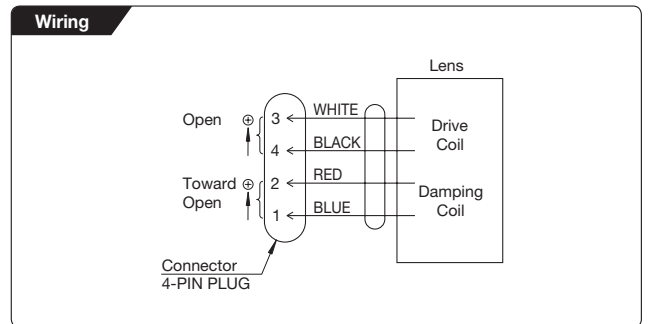 Wiring
Lens
Open ⊕ 3 WHITE
4 BLACK
Drive
Coil
Toward ⊕ 2 RED
Open
1 BLUE
Damping
Coil
Connector
4-PIN PLUG